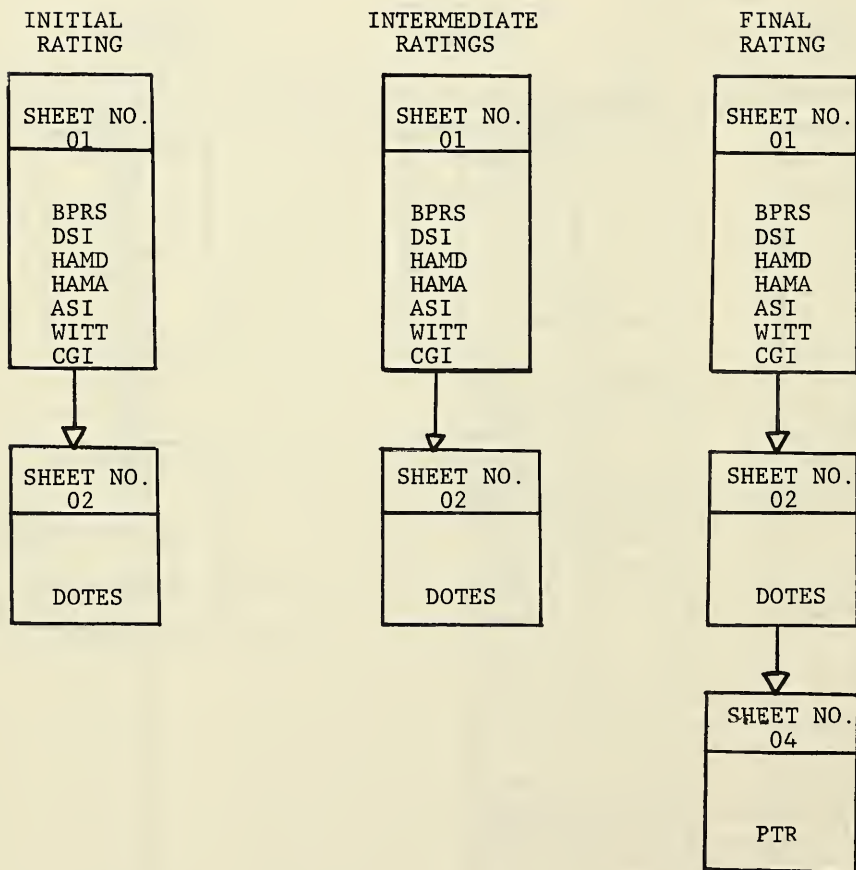 INITIAL
RATING
SHEET NO.
01
BPRS
DSI
HAMD
HAMA
ASI
WITT
CGI
SHEET NO.
02
DOTES
INTERMEDIATE
RATINGS
SHEET NO.
01
BPRS
DSI
HAMD
HAMA
ASI
WITT
CGI
SHEET NO.
02
DOTES
FINAL
RATING
SHEET NO.
01
BPRS
DSI
HAMD
HAMA
ASI
WITT
CGI
SHEET NO.
02
DOTES
SHEET NO.
04
PTR